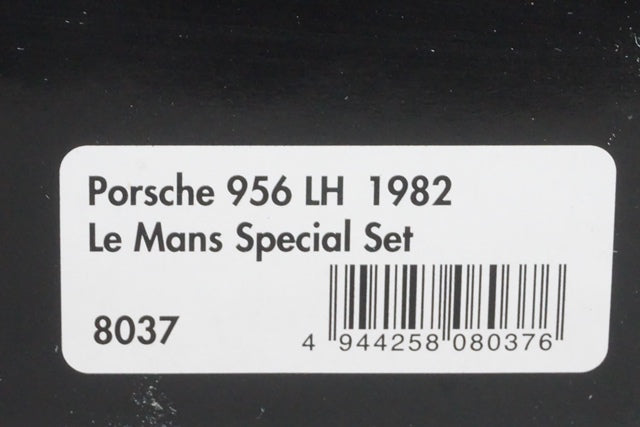 Porsche 956 LH 1982
Le Mans Special Set
8037
4 944258 080376